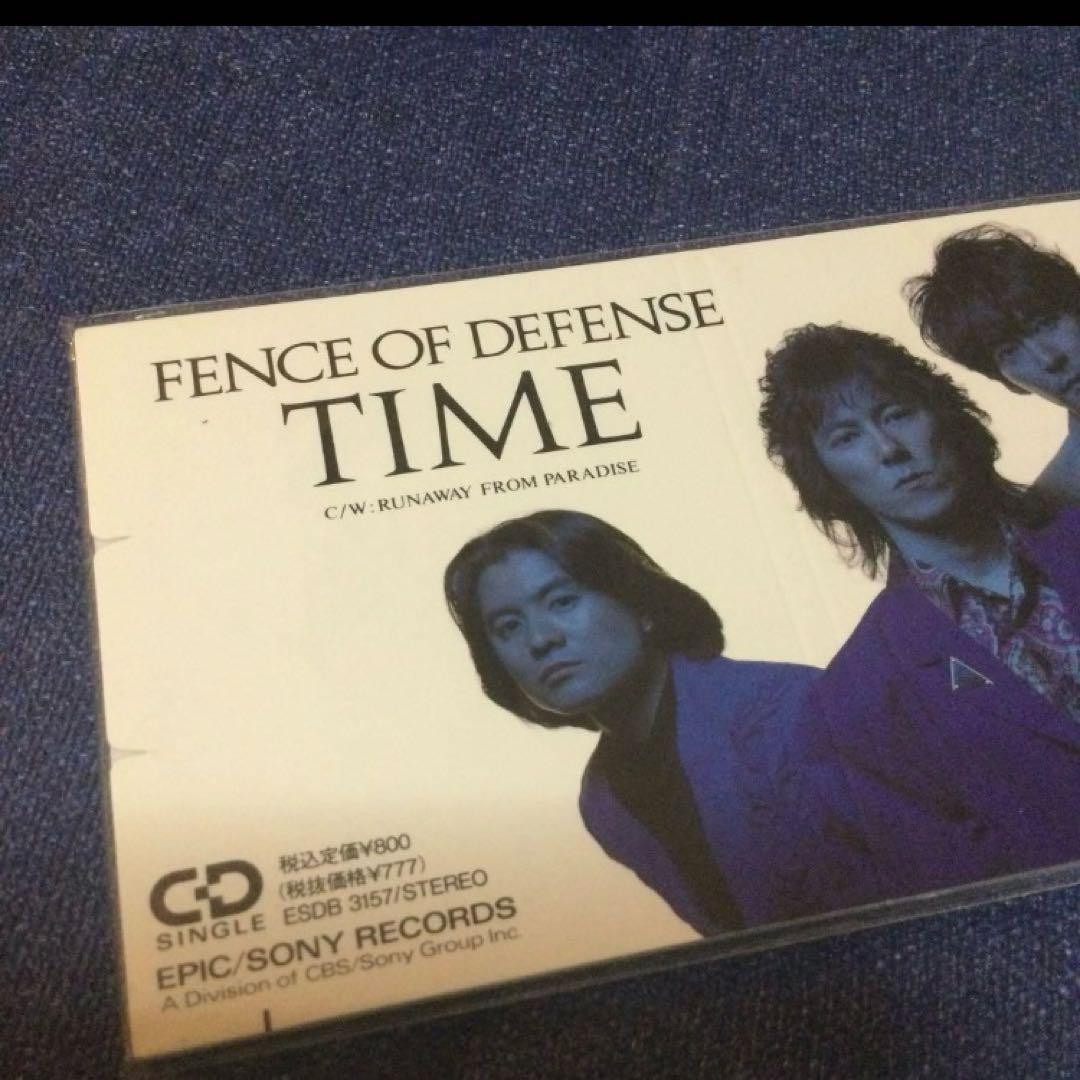 FENCE OF DEFENSE
TIME
C/W:RUNAWAY FROM PARADISE
CD
SINGLE
税込定価¥800
(税抜価格¥777)
ESDB 3157/STEREO
EPIC/SONY RECORDS
A Division of CBS/Sony Group Inc.